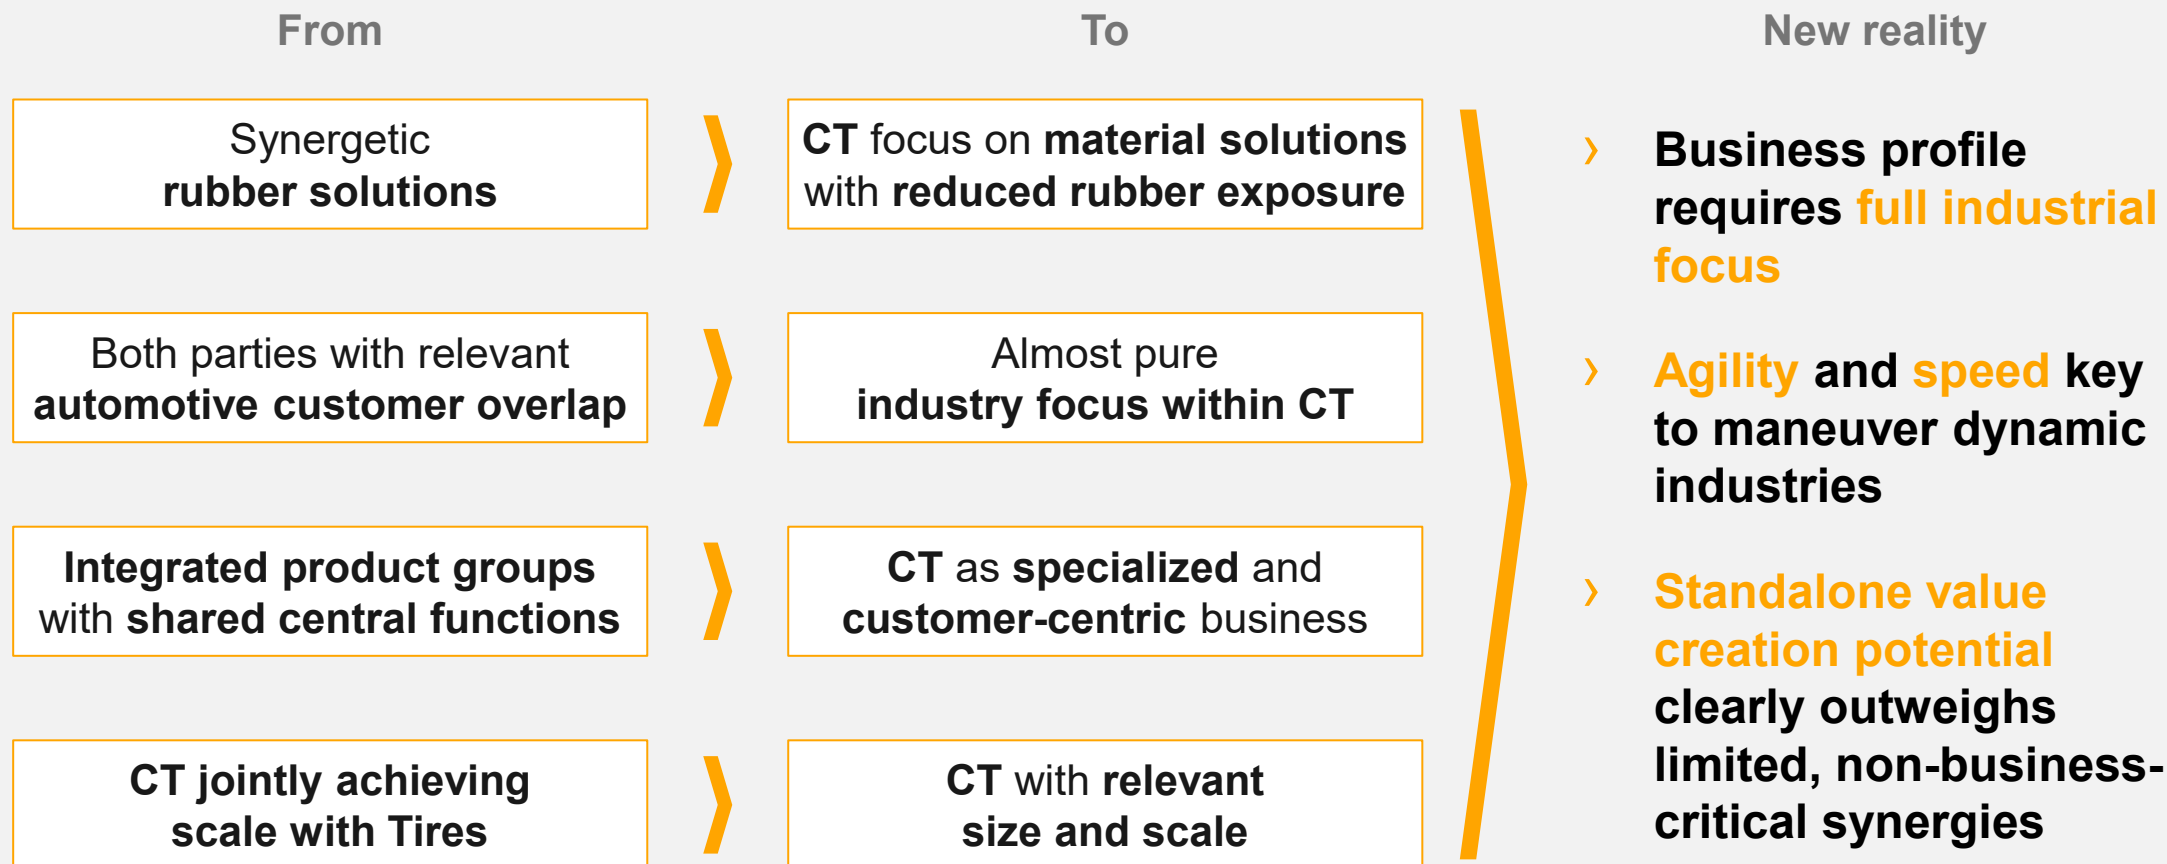 From
To
New reality
Synergetic
rubber solutions
CT focus on material solutions
with reduced rubber exposure
Both parties with relevant
automotive customer overlap
Almost pure
industry focus within CT
Integrated product groups
with shared central functions
CT as specialized and
customer-centric business
CT jointly achieving
scale with Tires
CT with relevant
size and scale
› Business profile
requires full industrial
focus
› Agility and speed key
to maneuver dynamic
industries
› Standalone value
creation potential
clearly outweighs
limited, non-business-
critical synergies